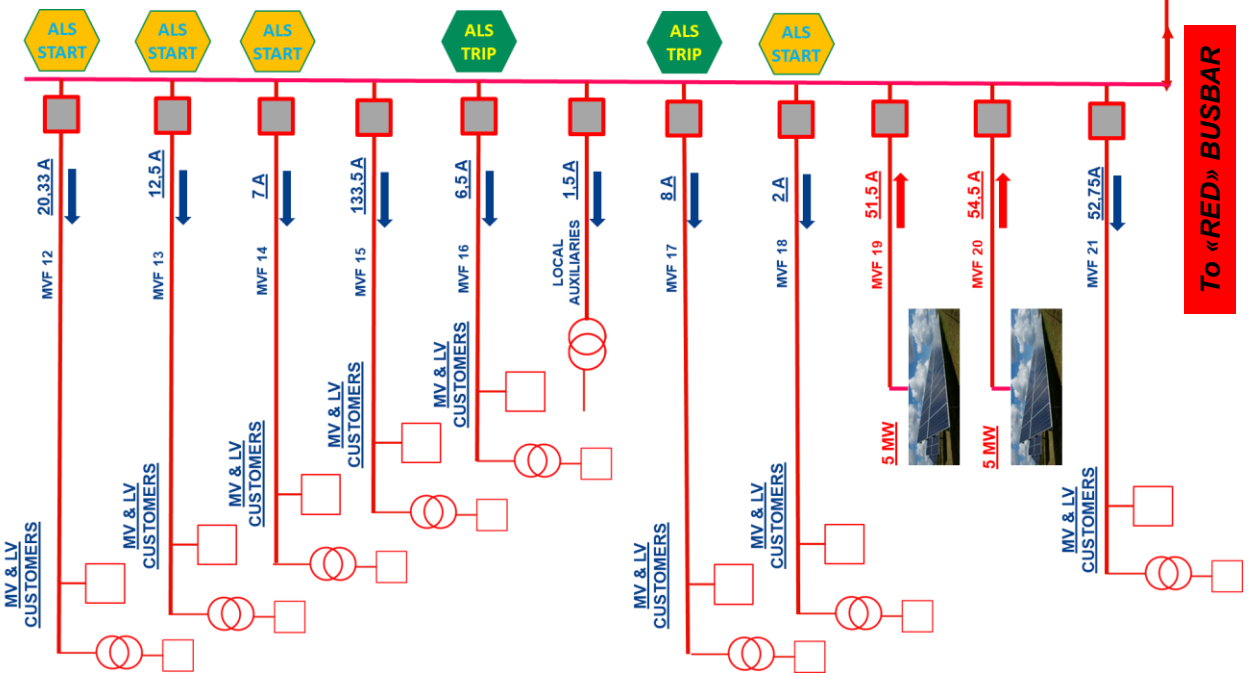 ALS
START
ALS
START
ALS
START
ALS
TRIP
ALS
TRIP
ALS
START
20,33 A
MVF 12
MV & LV
CUSTOMERS
12,5 A
MVF 13
MV & LV
CUSTOMERS
7 A
MVF 14
MV & LV
CUSTOMERS
133,5 A
MVF 15
MV & LV
CUSTOMERS
6,5 A
MVF 16
MV & LV
CUSTOMERS
1,5 A
LOCAL
AUXILIARIES
8 A
MVF 17
MV & LV
CUSTOMERS
2 A
MVF 18
MV & LV
CUSTOMERS
51,5 A
MVF 19
5 MW
54,5 A
MVF 20
5 MW
52,75A
MVF 21
MV & LV
CUSTOMERS
To «RED» BUSBAR